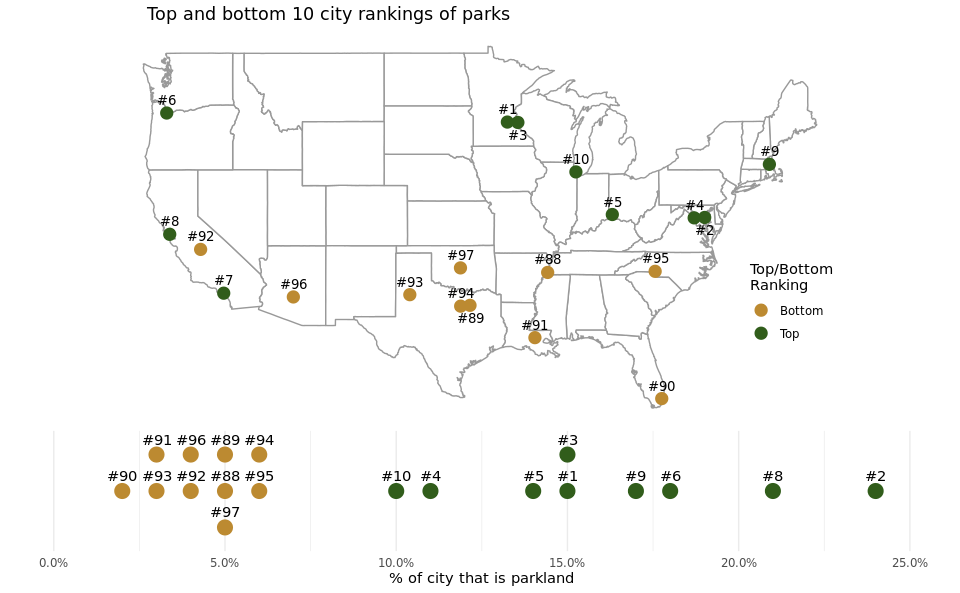 Top and bottom 10 city rankings of parks
#6
#1
#3
#10
#9
#5
#4
#2
#8
#92
#7
#97
#88
#95
#96
#93
#94
#89
#91
#90
Top/Bottom
Ranking
Bottom
Top
#91 #96 #89 #94 #3
#90 #93 #92 #88 #95 #10 #4 #5 #1 #9 #6 #8 #2
#97
0.0% 5.0% 10.0% 15.0% 20.0% 25.0%
% of city that is parkland